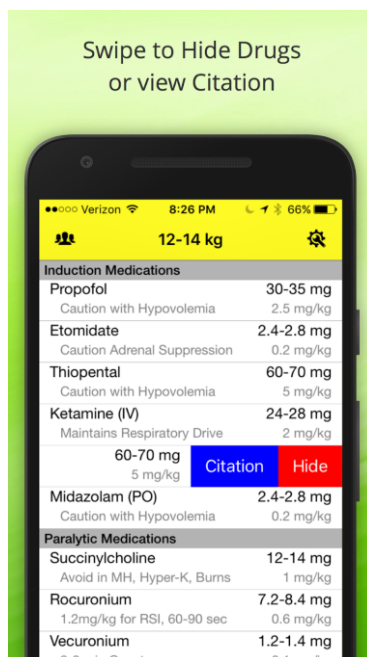 Swipe to Hide Drugs
or view Citation
Verizon 8:26 PM 66%
12-14 kg
Induction Medications
Propofol 30-35 mg
Caution with Hypovolemia 2.5 mg/kg
Etomidate 2.4-2.8 mg
Caution Adrenal Suppression 0.2 mg/kg
Thiopental 60-70 mg
Caution with Hypovolemia 5 mg/kg
Ketamine (IV) 24-28 mg
Maintains Respiratory Drive 2 mg/kg
60-70 mg Citation Hide
5 mg/kg
Midazolam (PO) 2.4-2.8 mg
Caution with Hypovolemia 0.2 mg/kg
Paralytic Medications
Succinylcholine 12-14 mg
Avoid in MH, Hyper-K, Burns 1 mg/kg
Rocuronium 7.2-8.4 mg
1.2mg/kg for RSI, 60-90 sec 0.6 mg/kg
Vecuronium 1.2-1.4 mg